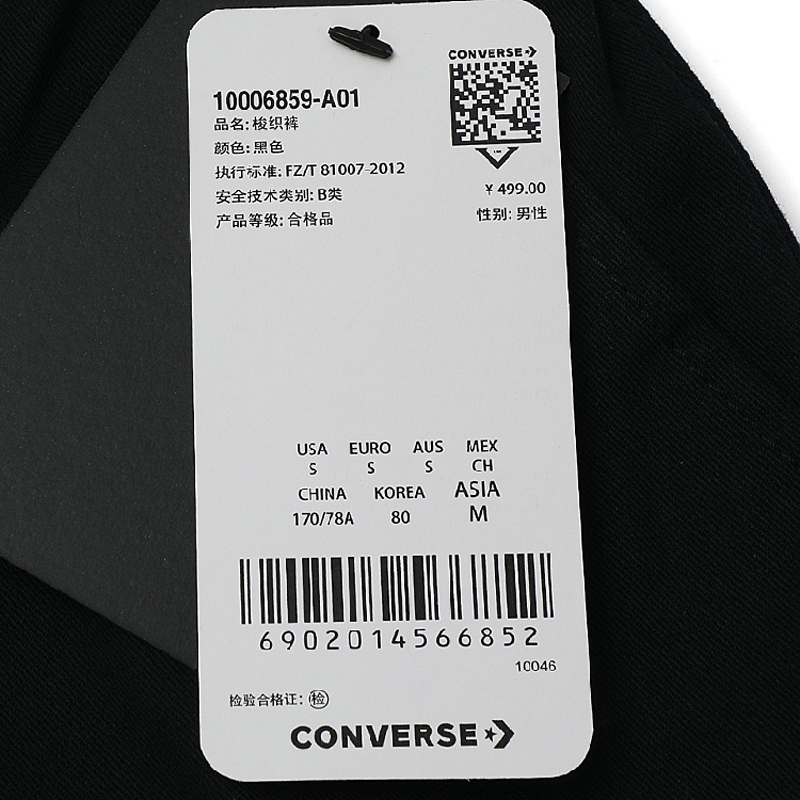 CONVERSE
10006859-A01
品名: 梭织裤
颜色: 黑色
执行标准: FZ/T 81007-2012
安全技术类别: B类
¥ 499.00
产品等级: 合格品
性别: 男性
USA EURO AUS MEX
S S S CH
CHINA KOREA ASIA
170/78A 80 M
6902014566852
10046
检验合格证: 检
CONVERSE